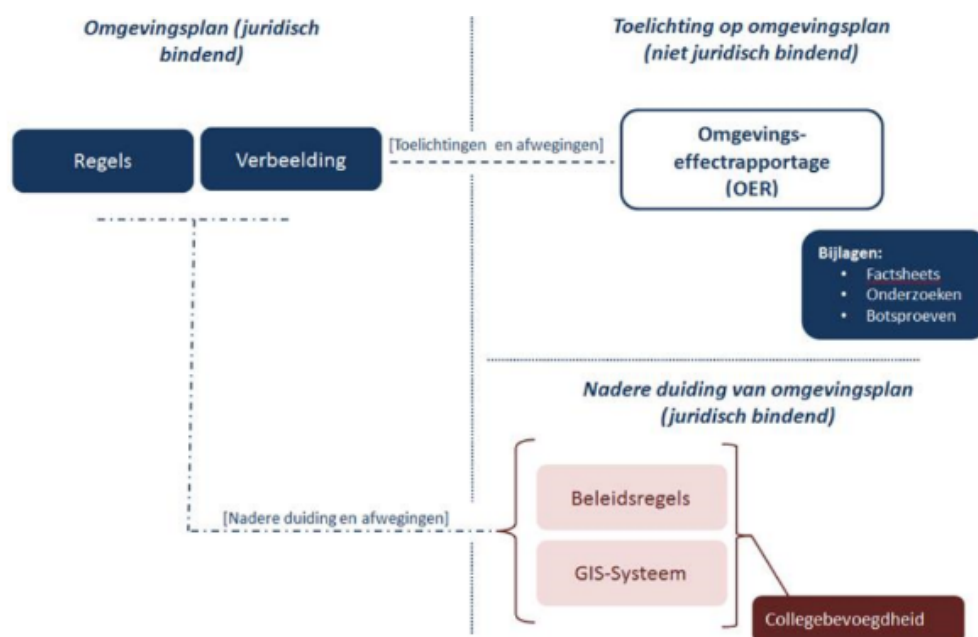 Omgevingsplan (juridisch
bindend)
Toelichting op omgevingsplan
(niet juridisch bindend)
Regels
Verbeelding
[Toelichtingen en afwegingen]
Omgevings-
effectrapportage
(OER)
Bijlagen:
• Factsheets
• Onderzoeken
• Botsproeven
Nadere duiding van omgevingsplan
(juridisch bindend)
Beleidsregels
[Nadere duiding en afwegingen]
GIS-Systeem
Collegebevoegdheid